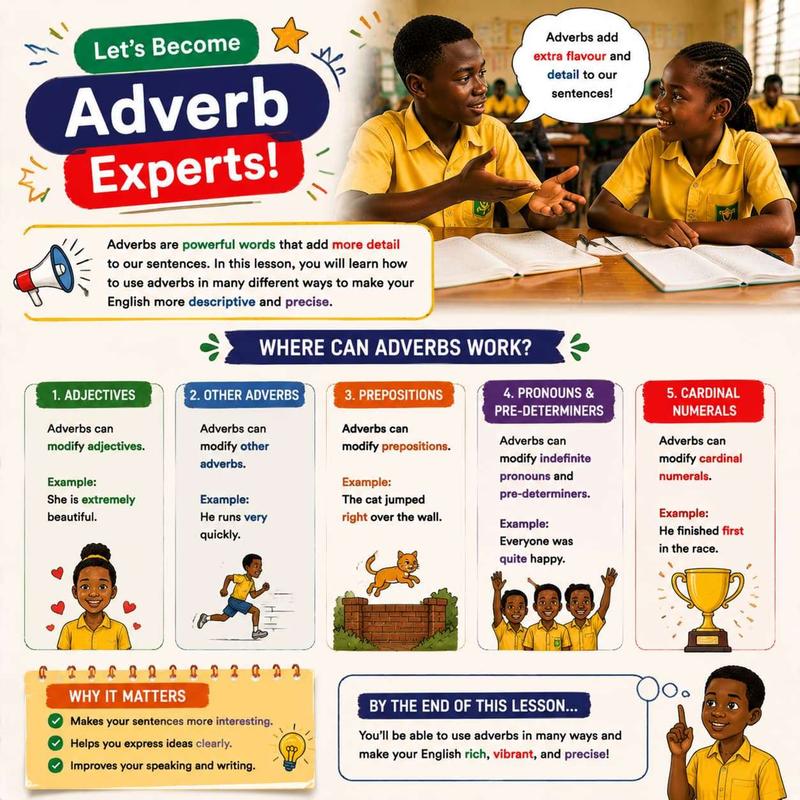 Let's Become
Adverb
Experts!
Adverbs add
extra flavour and
detail to our
sentences!
Adverbs are powerful words that add more detail
to our sentences. In this lesson, you will learn how
to use adverbs in many different ways to make your
English more descriptive and precise.
WHERE CAN ADVERBS WORK?
1. ADJECTIVES
Adverbs can
modify adjectives.
Example:
She is extremely
beautiful.
2. OTHER ADVERBS
Adverbs can
modify other
adverbs.
Example:
He runs very
quickly.
3. PREPOSITIONS
Adverbs can
modify prepositions.
Example:
The cat jumped
right over the wall.
4. PRONOUNS &
PRE-DETERMINERS
Adverbs can
modify indefinite
pronouns and
pre-determiners.
Example:
Everyone was
quite happy.
5. CARDINAL
NUMERALS
Adverbs can
modify cardinal
numerals.
Example:
He finished first
in the race.
WHY IT MATTERS
Makes your sentences more interesting.
Helps you express ideas clearly.
Improves your speaking and writing.
BY THE END OF THIS LESSON...
You'll be able to use adverbs in many ways and
make your English rich, vibrant, and precise!